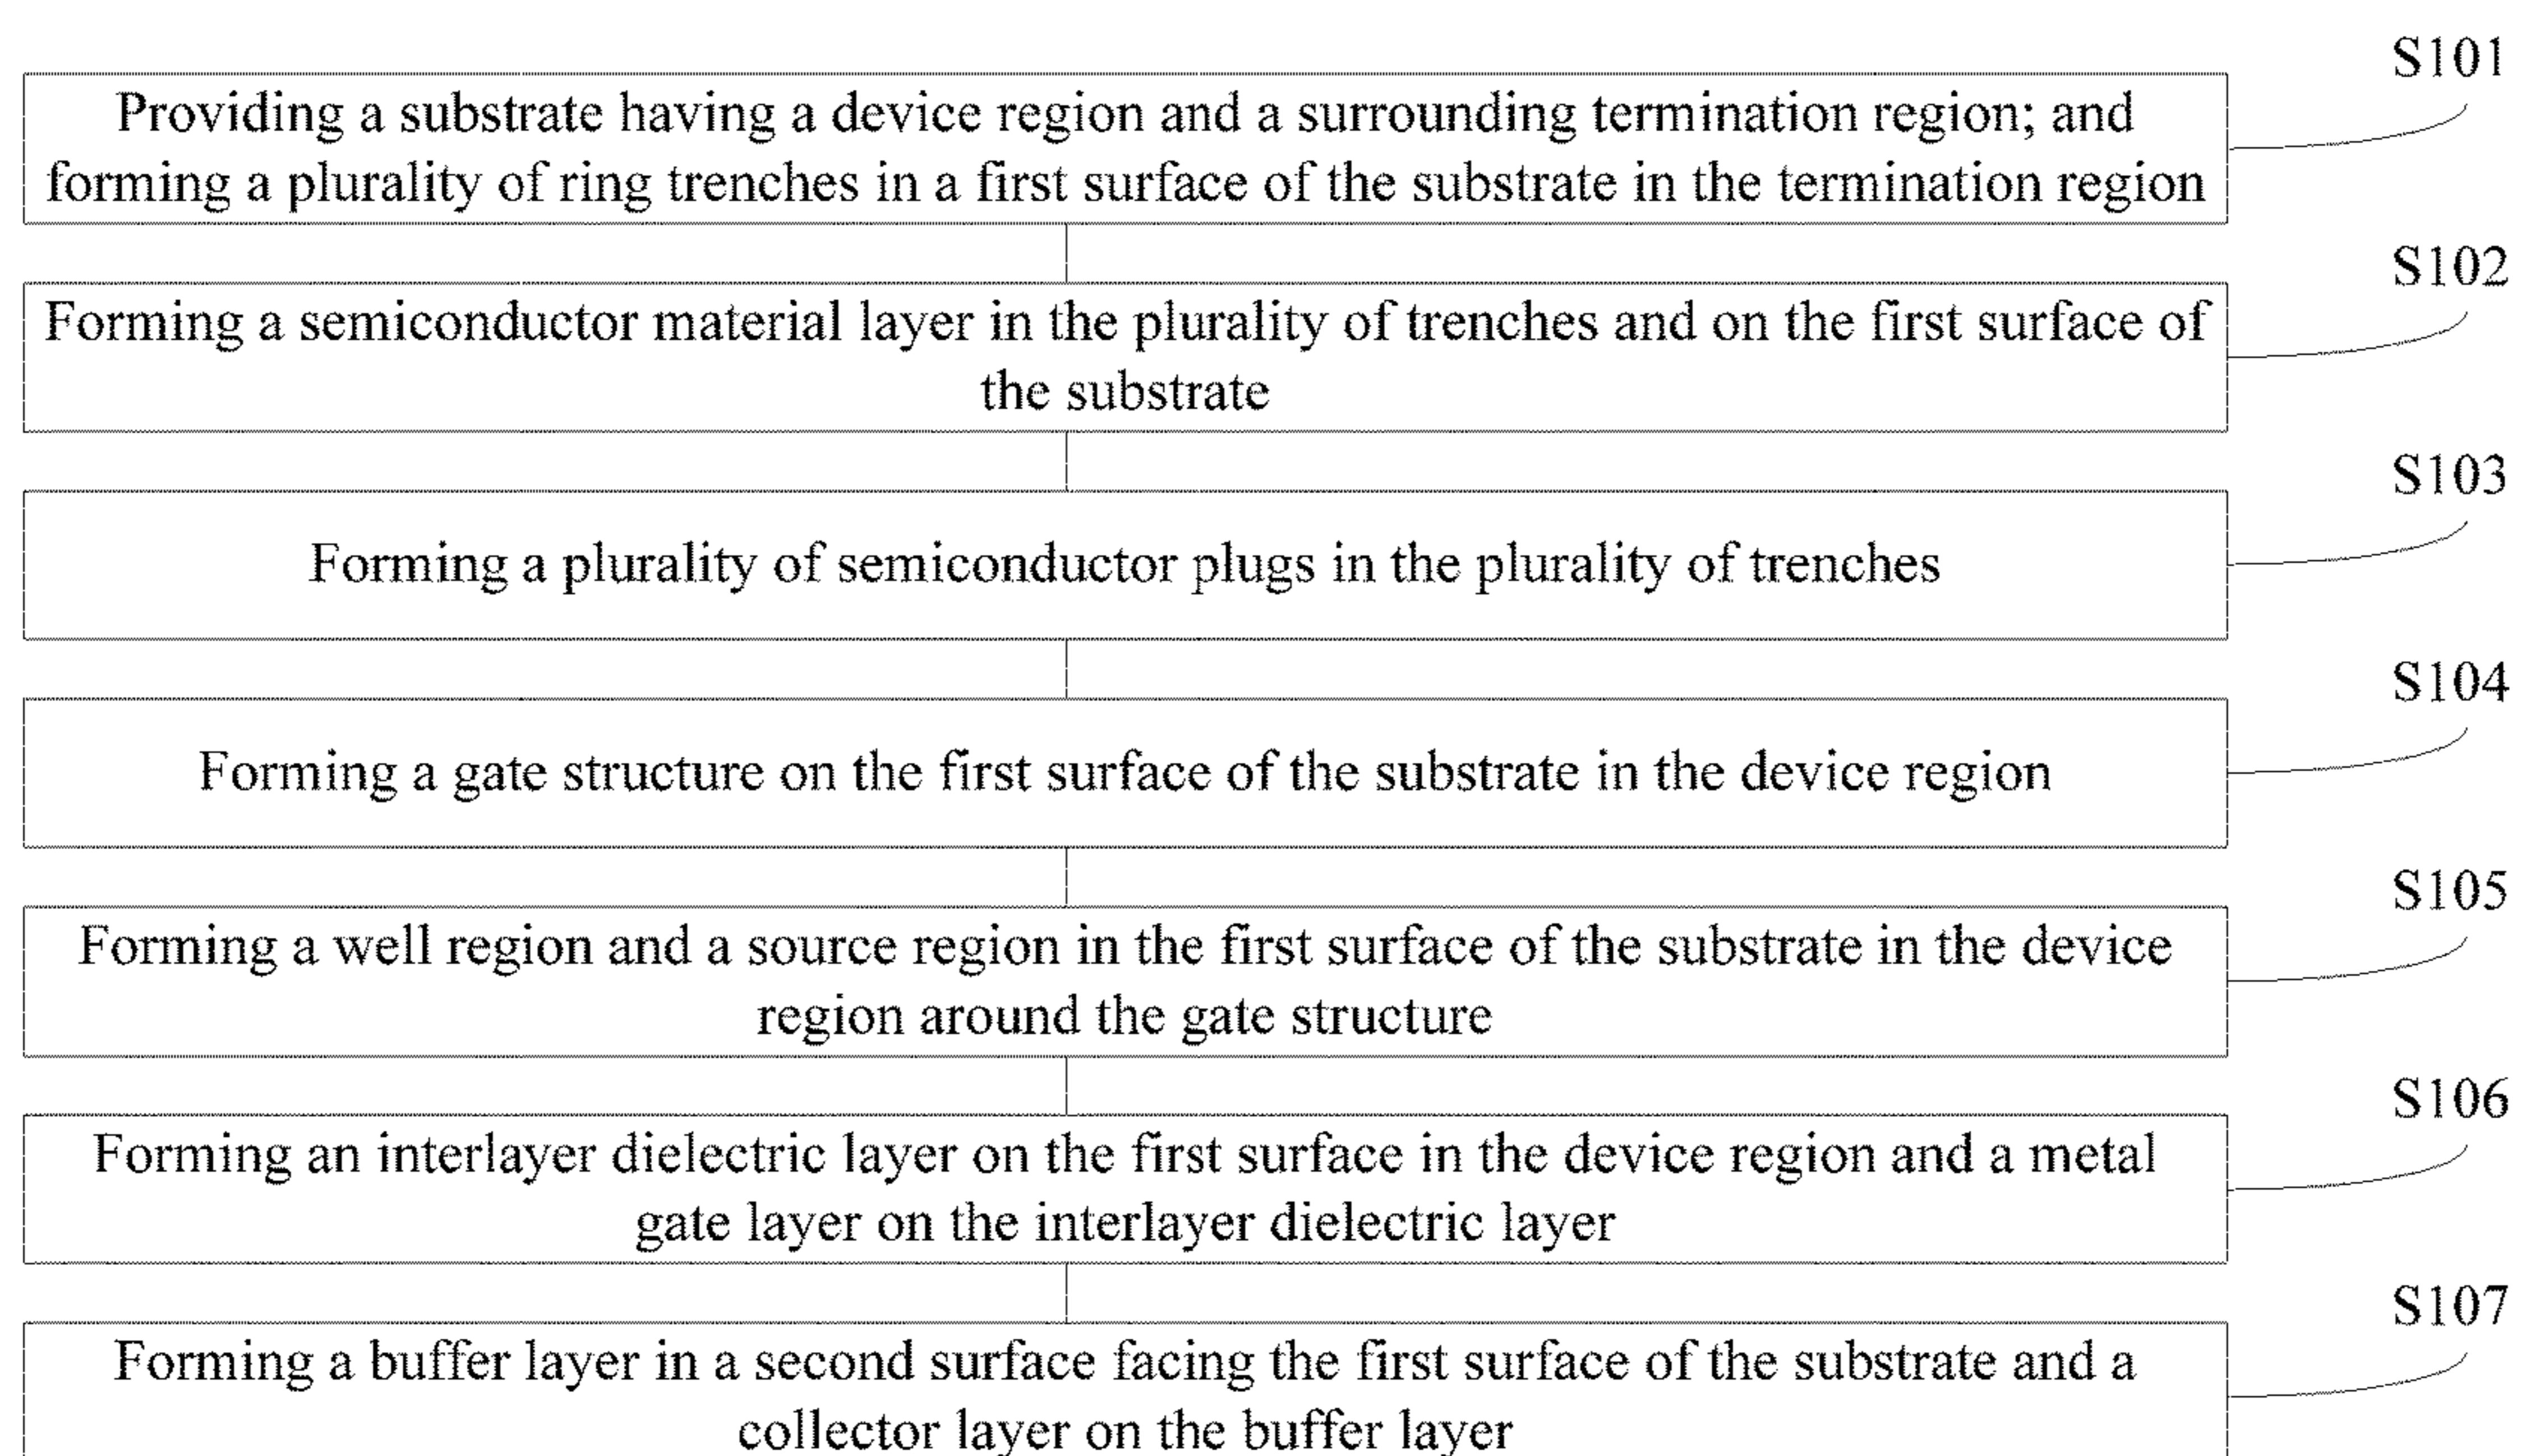 S101
Providing a substrate having a device region and a surrounding termination region; and
forming a plurality of ring trenches in a first surface of the substrate in the termination region
S102
Forming a semiconductor material layer in the plurality of trenches and on the first surface of
the substrate
S103
Forming a plurality of semiconductor plugs in the plurality of trenches
S104
Forming a gate structure on the first surface of the substrate in the device region
S105
Forming a well region and a source region in the first surface of the substrate in the device
region around the gate structure
S106
Forming an interlayer dielectric layer on the first surface in the device region and a metal
gate layer on the interlayer dielectric layer
S107
Forming a buffer layer in a second surface facing the first surface of the substrate and a
collector layer on the buffer layer